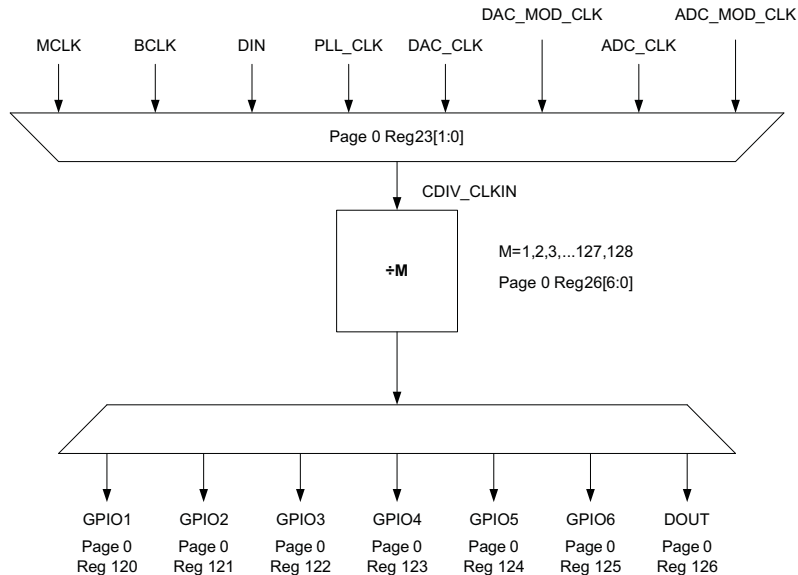 DAC_MOD_CLK ADC_MOD_CLK
MCLK BCLK DIN PLL_CLK DAC_CLK ADC_CLK
Page 0 Reg23[1:0]
CDIV_CLKIN
÷M
M=1,2,3,...127,128
Page 0 Reg26[6:0]
GPIO1 GPIO2 GPIO3 GPIO4 GPIO5 GPIO6 DOUT
Page 0 Page 0 Page 0 Page 0 Page 0 Page 0 Page 0
Reg 120 Reg 121 Reg 122 Reg 123 Reg 124 Reg 125 Reg 126